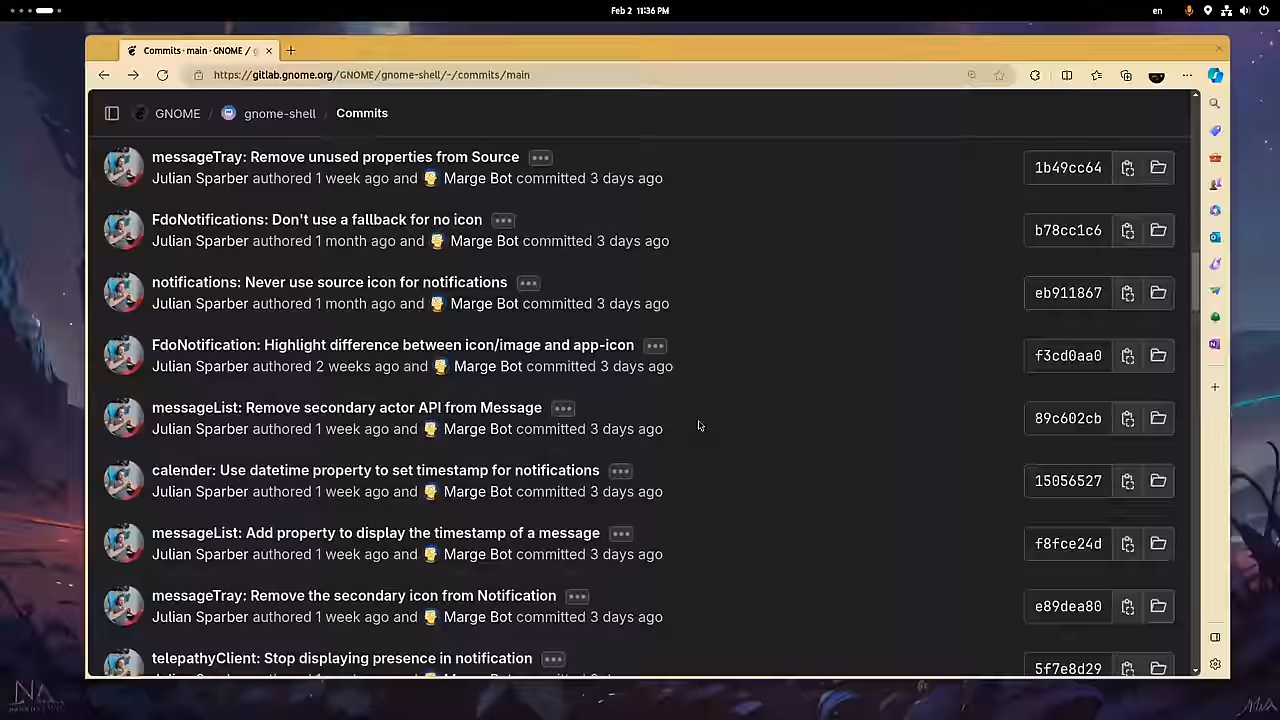 Feb 2 11:36 PM
en
Commits · main · GNOME /
https://gitlab.gnome.org/GNOME/gnome-shell/-/commits/main
GNOME / gnome-shell / Commits
messageTray: Remove unused properties from Source
1b49cc64
Julian Sparber authored 1 week ago and Marge Bot committed 3 days ago
FdoNotifications: Don't use a fallback for no icon
b78cc1c6
Julian Sparber authored 1 month ago and Marge Bot committed 3 days ago
notifications: Never use source icon for notifications
eb911867
Julian Sparber authored 1 month ago and Marge Bot committed 3 days ago
FdoNotification: Highlight difference between icon/image and app-icon
f3cd0aa0
Julian Sparber authored 2 weeks ago and Marge Bot committed 3 days ago
messageList: Remove secondary actor API from Message
89c602cb
Julian Sparber authored 1 week ago and Marge Bot committed 3 days ago
calender: Use datetime property to set timestamp for notifications
15056527
Julian Sparber authored 1 week ago and Marge Bot committed 3 days ago
messageList: Add property to display the timestamp of a message
f8fce24d
Julian Sparber authored 1 week ago and Marge Bot committed 3 days ago
messageTray: Remove the secondary icon from Notification
e89dea80
Julian Sparber authored 1 week ago and Marge Bot committed 3 days ago
telepathyClient: Stop displaying presence in notification
5f7e8d29